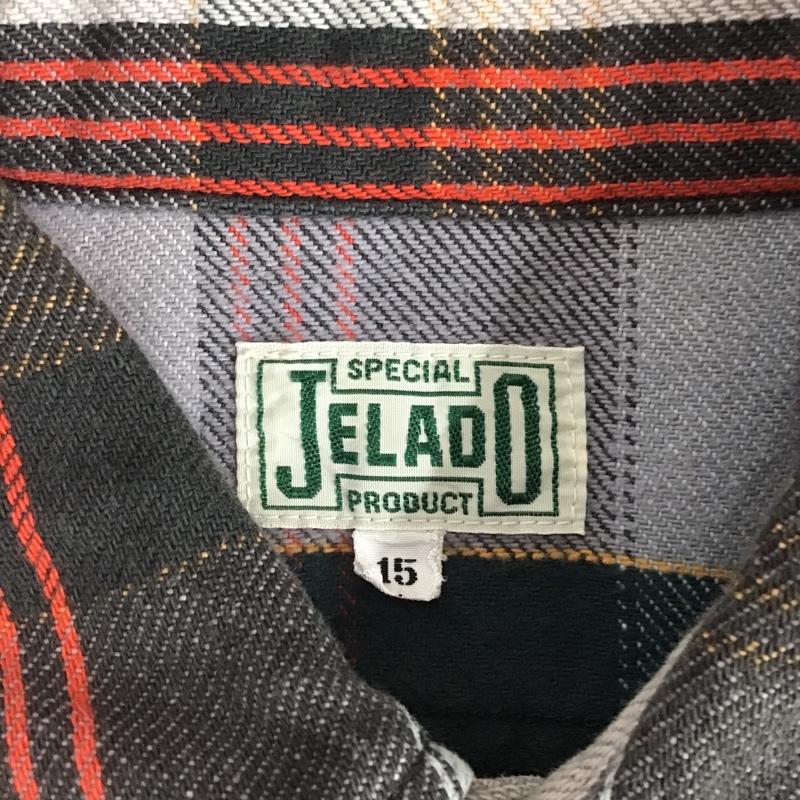 SPECIAL
JELADO
PRODUCT
15